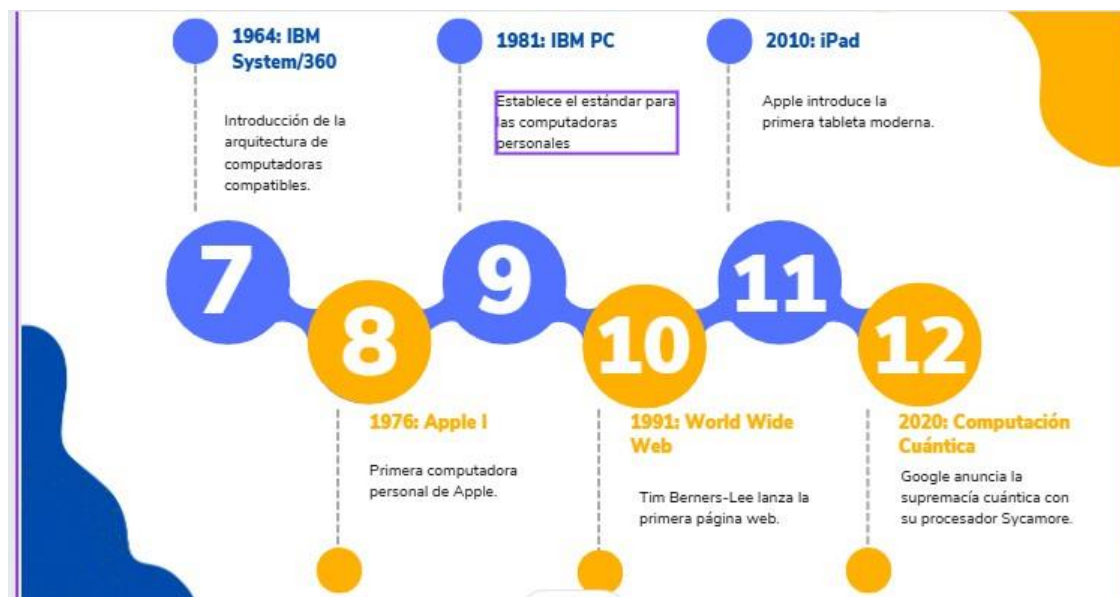 1964: IBM
System/360
Introducción de la
arquitectura de
computadoras
compatibles.
1981: IBM PC
Establece el estándar para
las computadoras
personales
2010: iPad
Apple introduce la
primera tableta moderna.
7
8
9
10
11
12
1976: Apple I
Primera computadora
personal de Apple.
1991: World Wide
Web
Tim Berners-Lee lanza la
primera página web.
2020: Computación
Cuántica
Google anuncia la
supremacía cuántica con
su procesador Sycamore.